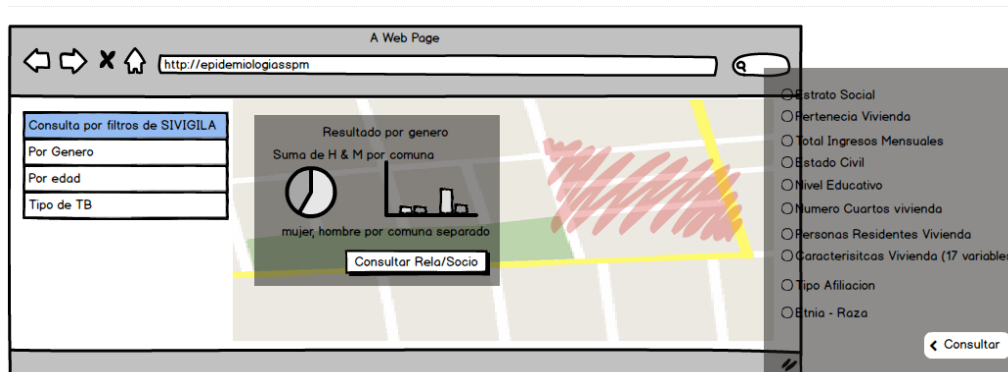 A Web Page
http://epidemiologiasspm
Consulta por filtros de SIVIGILA
Por Genero
Por edad
Tipo de TB
Resultado por genero
Suma de H & M por comuna
mujer, hombre por comuna separado
Consultar Rela/Socio
Estrato Social
Pertenecia Vivienda
Total Ingresos Mensuales
Estado Civil
Nivel Educativo
Numero Cuartos vivienda
Personas Residentes Vivienda
Caracterisitcas Vivienda (17 variables
Tipo Afiliacion
Etnia - Raza
Consultar